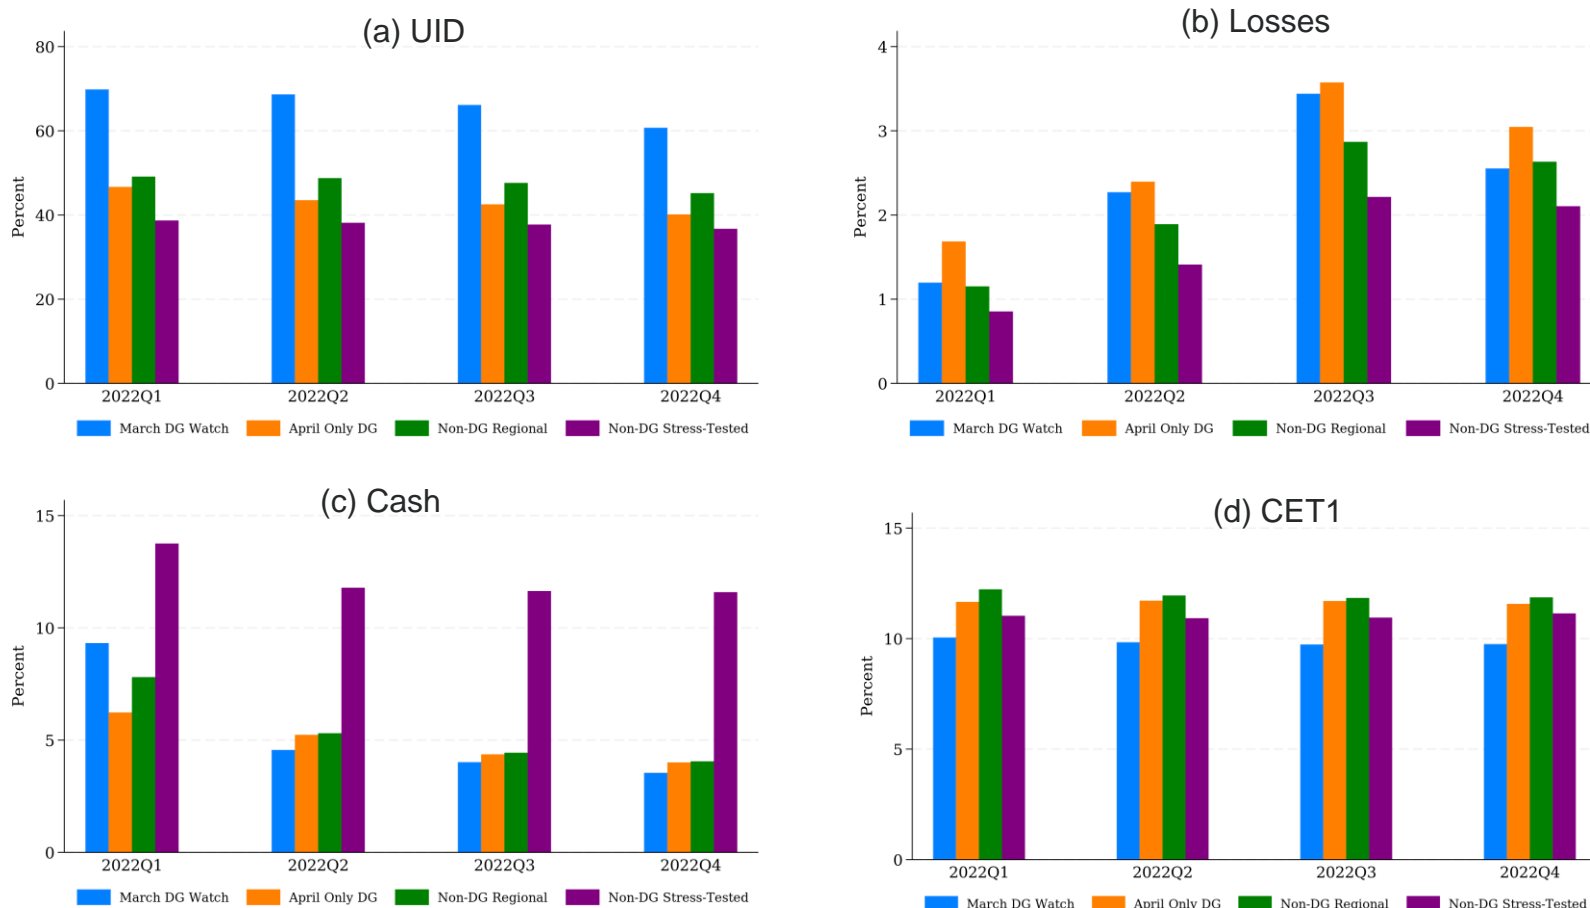 (a) UID
80
60
40
20
0
Percent
2022Q1 2022Q2 2022Q3 2022Q4
March DG Watch April Only DG Non-DG Regional Non-DG Stress-Tested
(b) Losses
4
3
2
1
0
Percent
2022Q1 2022Q2 2022Q3 2022Q4
March DG Watch April Only DG Non-DG Regional Non-DG Stress-Tested
(c) Cash
15
10
5
0
Percent
2022Q1 2022Q2 2022Q3 2022Q4
March DG Watch April Only DG Non-DG Regional Non-DG Stress-Tested
(d) CET1
15
10
5
0
Percent
2022Q1 2022Q2 2022Q3 2022Q4
March DG Watch April Only DG Non-DG Regional Non-DG Stress-Tested